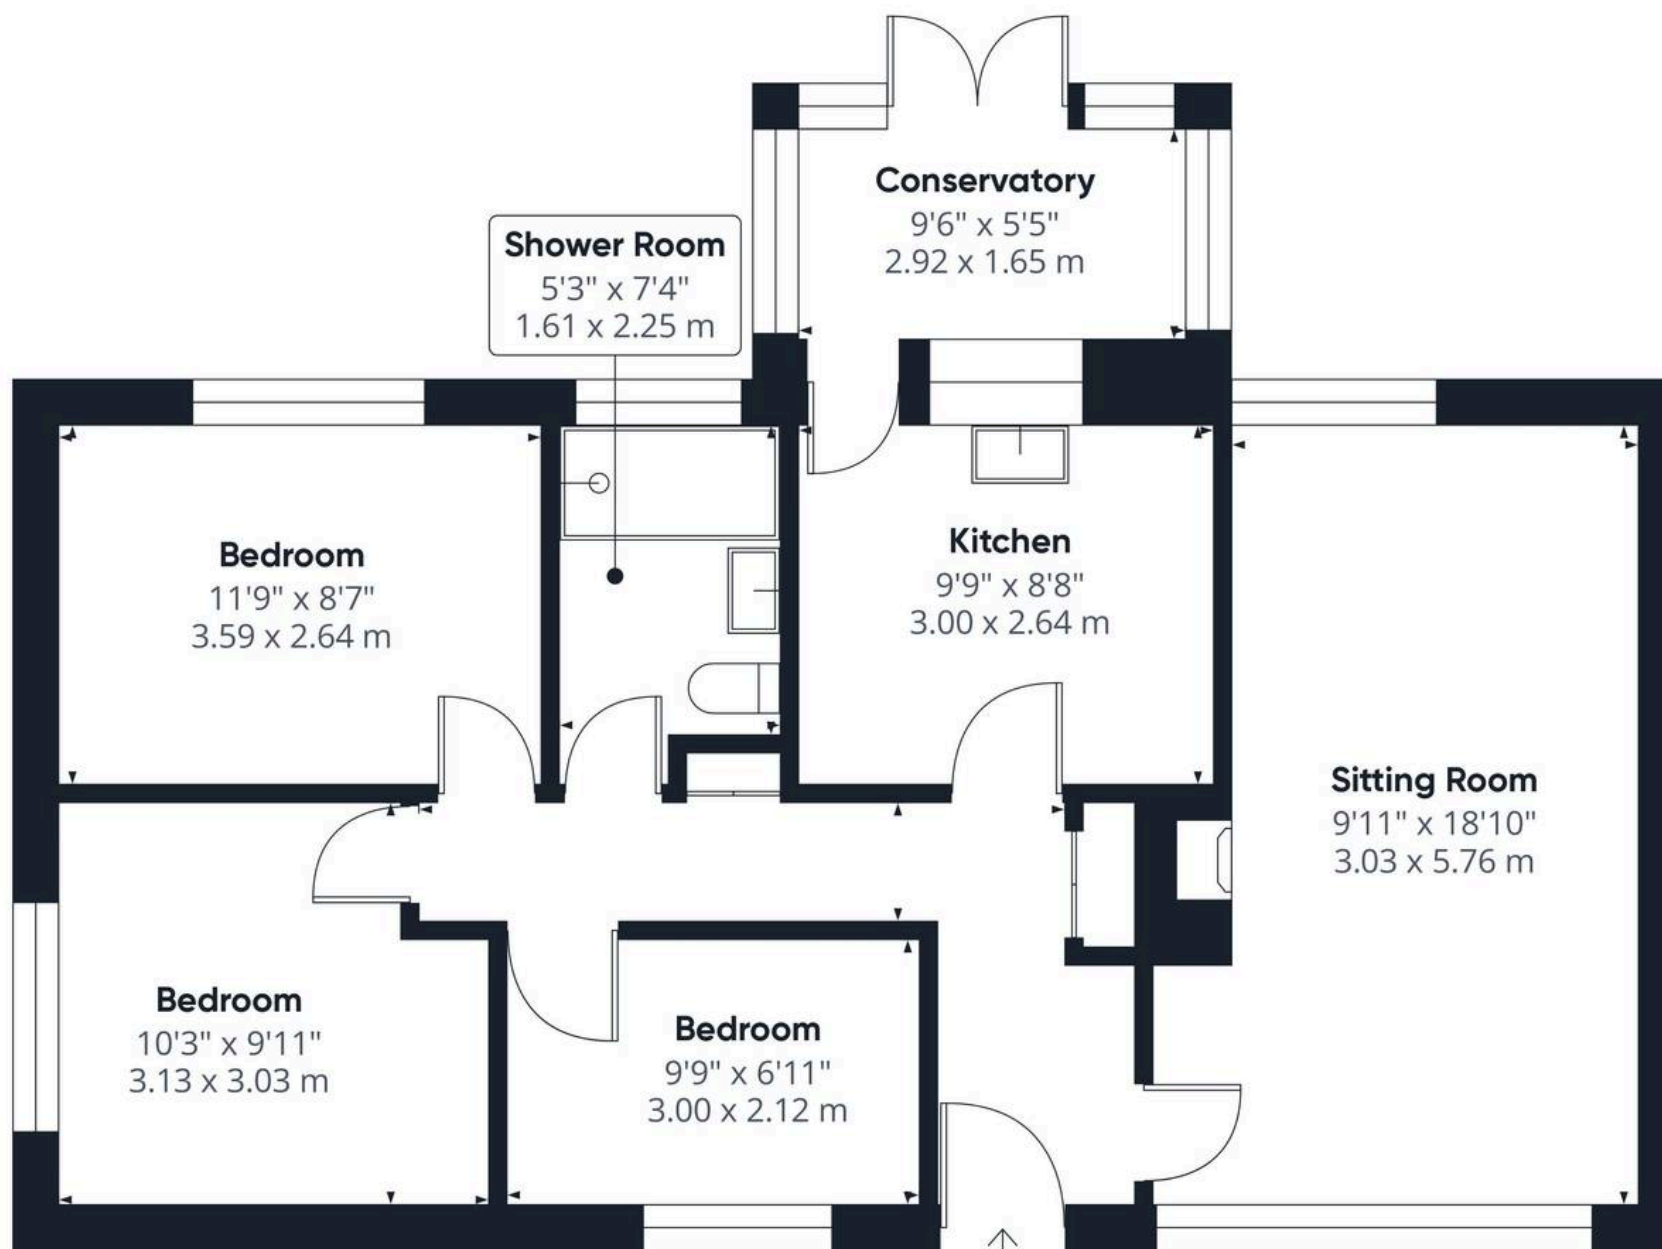 Conservatory
9'6" x 5'5"
2.92 x 1.65 m
Shower Room
5'3" x 7'4"
1.61 x 2.25 m
Bedroom
11'9" x 8'7"
3.59 x 2.64 m
Kitchen
9'9" x 8'8"
3.00 x 2.64 m
Sitting Room
9'11" x 18'10"
3.03 x 5.76 m
Bedroom
10'3" x 9'11"
3.13 x 3.03 m
Bedroom
9'9" x 6'11"
3.00 x 2.12 m